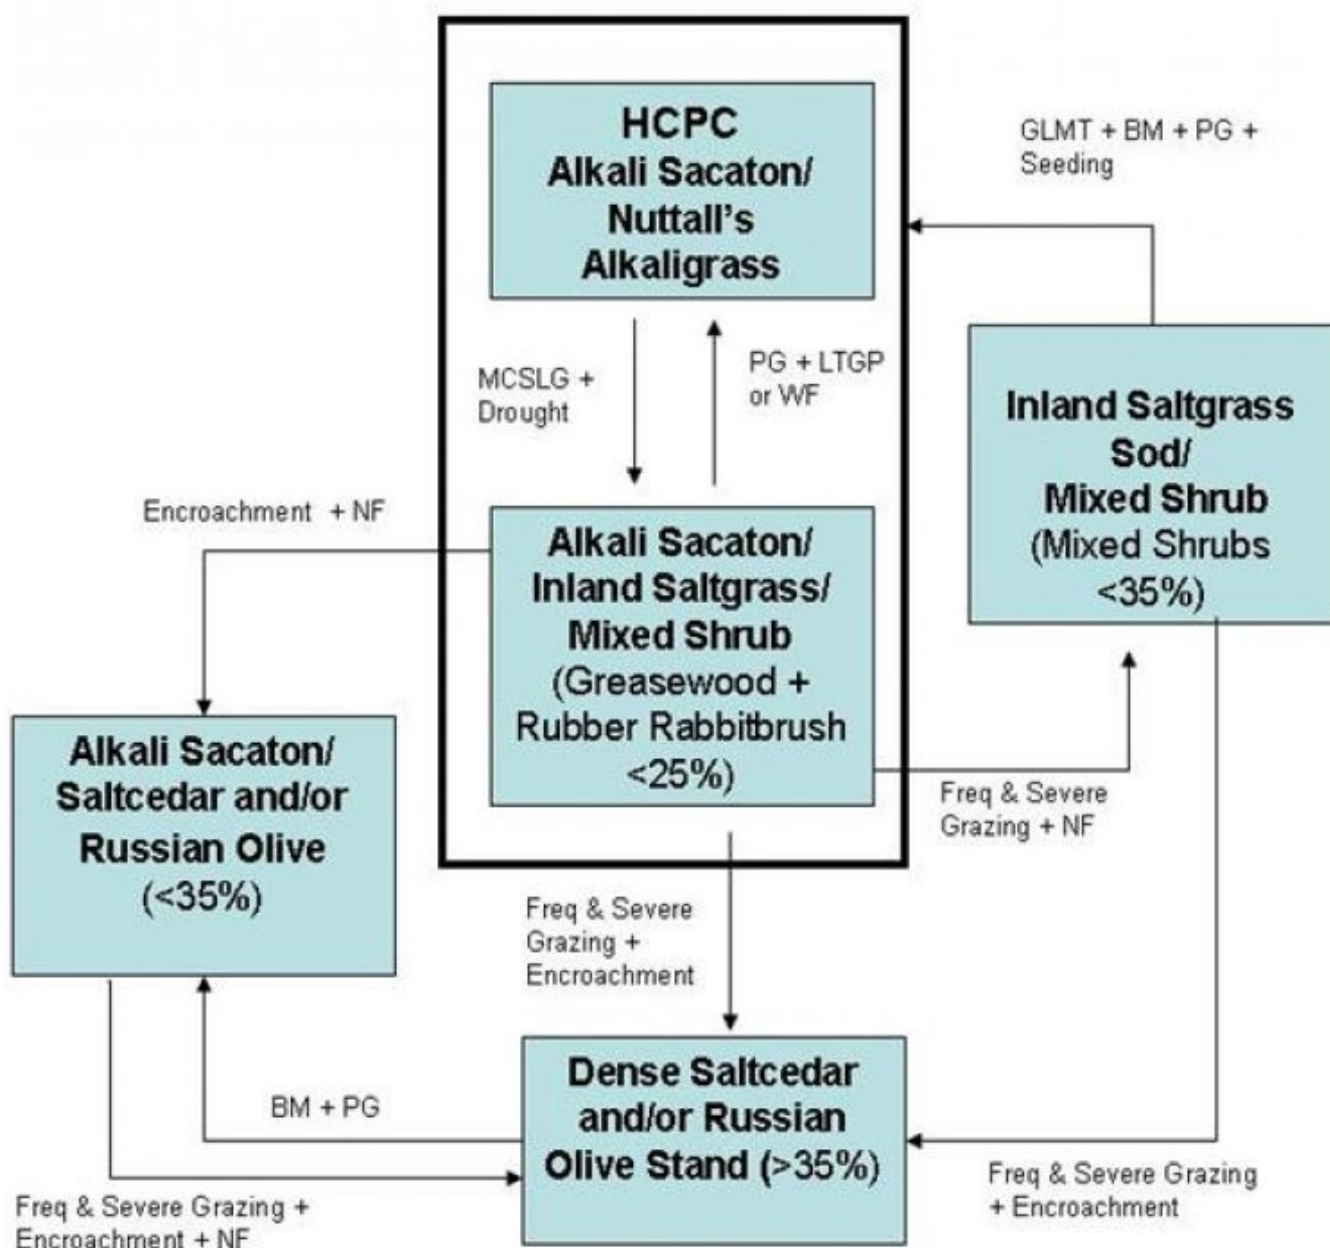 HCPC
Alkali Sacaton/
Nuttall's
Alkaligrass
GLMT + BM + PG +
Seeding
MCSLG +
Drought
PG + LTGP
or WF
Inland Saltgrass
Sod/
Mixed Shrub
(Mixed Shrubs
<35%)
Encroachment + NF
Alkali Sacaton/
Inland Saltgrass/
Mixed Shrub
(Greasewood +
Rubber Rabbitbrush
<25%)
Alkali Sacaton/
Saltcedar and/or
Russian Olive
(<35%)
Freq & Severe
Grazing + NF
Freq & Severe
Grazing +
Encroachment
Dense Saltcedar
and/or Russian
Olive Stand (>35%)
BM + PG
Freq & Severe Grazing
+ Encroachment
Freq & Severe Grazing +
Encroachment + NF